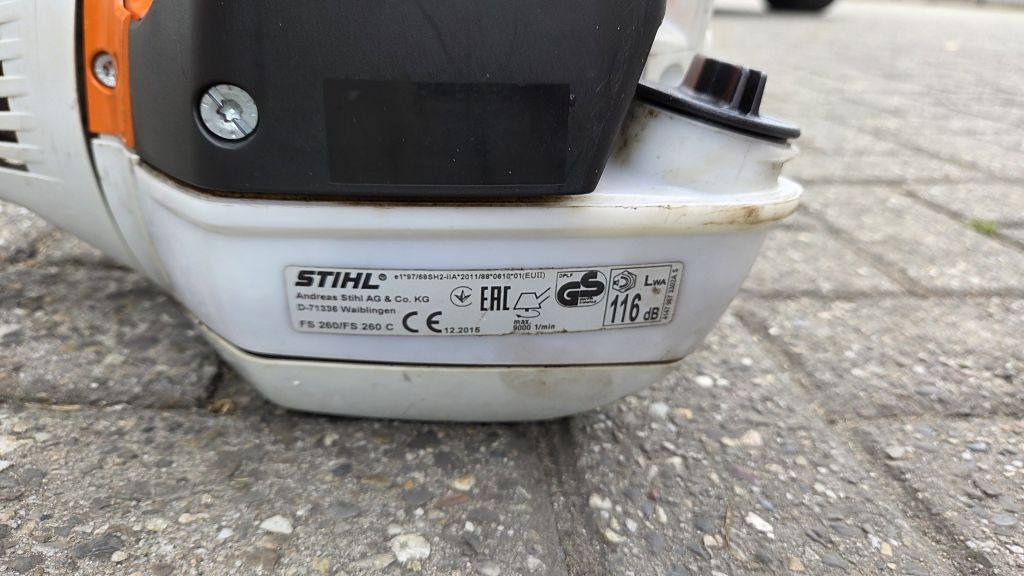 STIHL® e1*97/68SH2-IIA*2011/88*0610*01(EUII)
Andreas Stihl AG & Co. KG
D-71336 Waiblingen
FS 260/FS 260 C CE 12.2015
EAC
max.
9000 1/min
DPLF
GS
LWA
116 dB